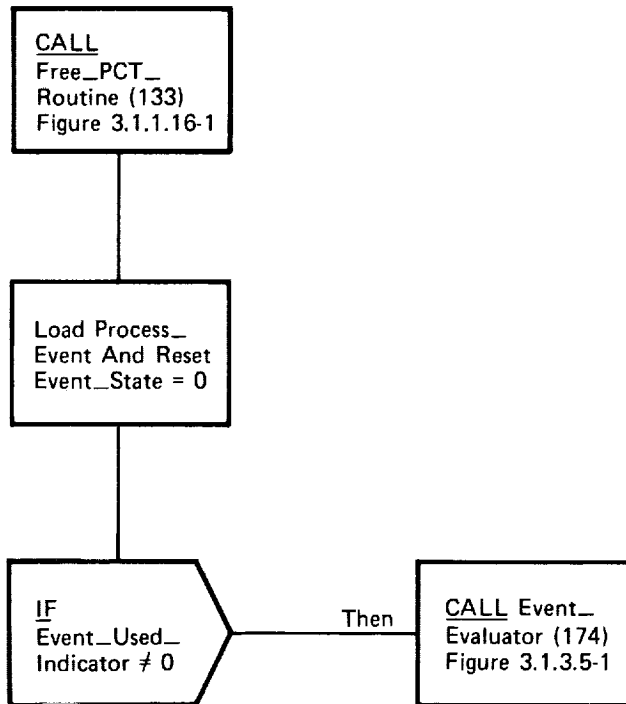 CALL
Free_PCT_
Routine (133)
Figure 3.1.1.16-1
Load Process_
Event And Reset
Event_State = 0
IF
Event_Used_
Indicator ≠ 0
Then
CALL Event_
Evaluator (174)
Figure 3.1.3.5-1